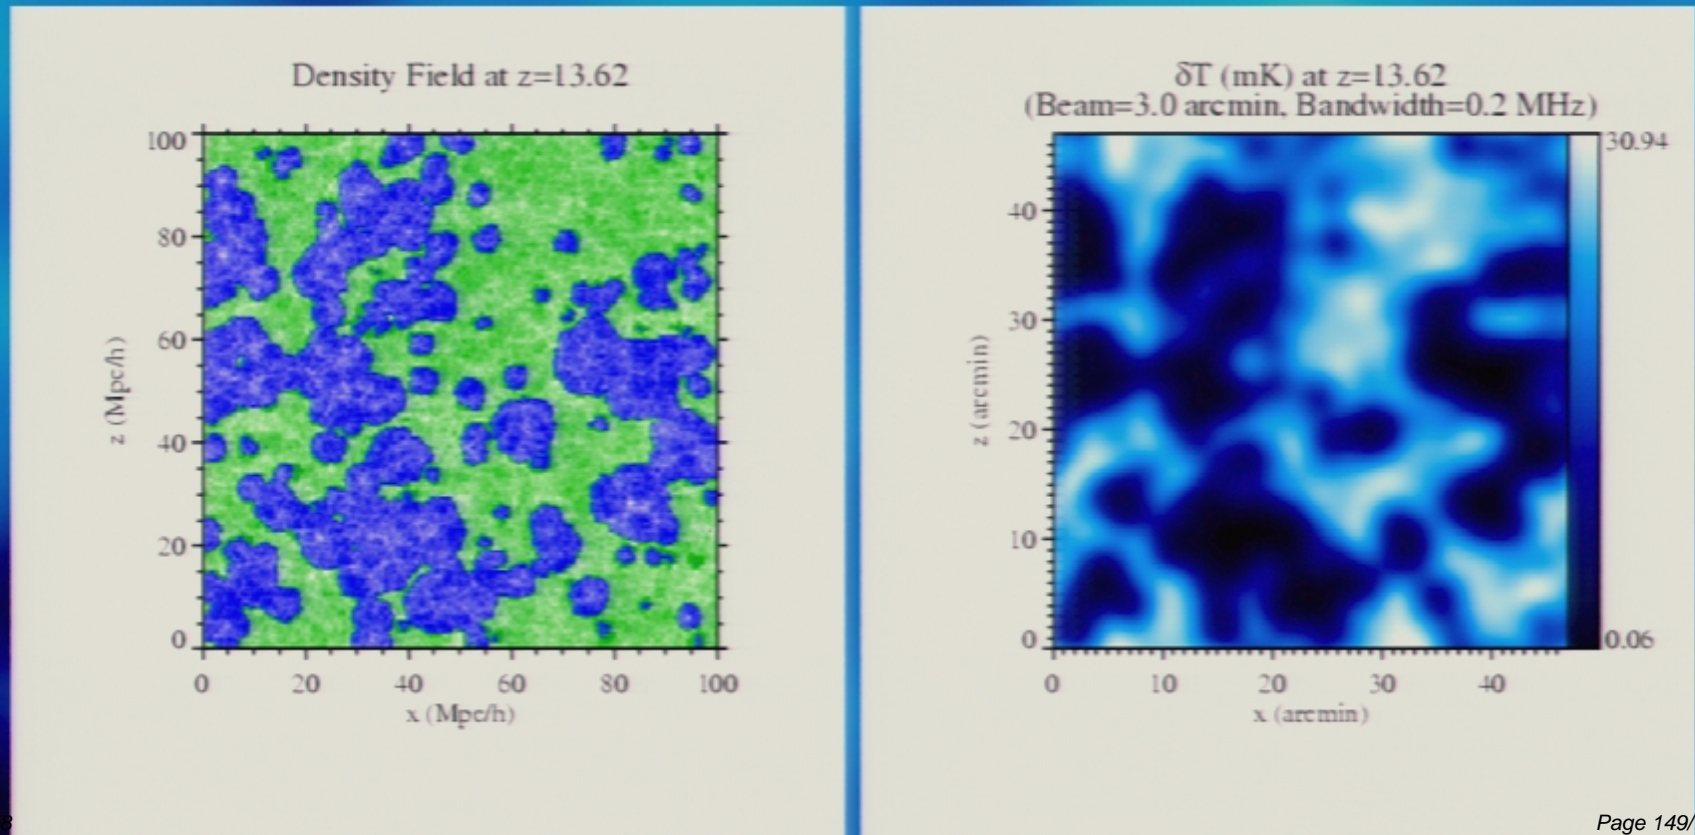 Density Field at z=13.62
100
80
60
40
20
0
z (Mpc/h)
0 20 40 60 80 100
x (Mpc/h)
δT (mK) at z=13.62
(Beam=3.0 arcmin, Bandwidth=0.2 MHz)
30.94
0.06
40
30
20
10
0
z (arcmin)
0 10 20 30 40
x (arcmin)
Page 149/